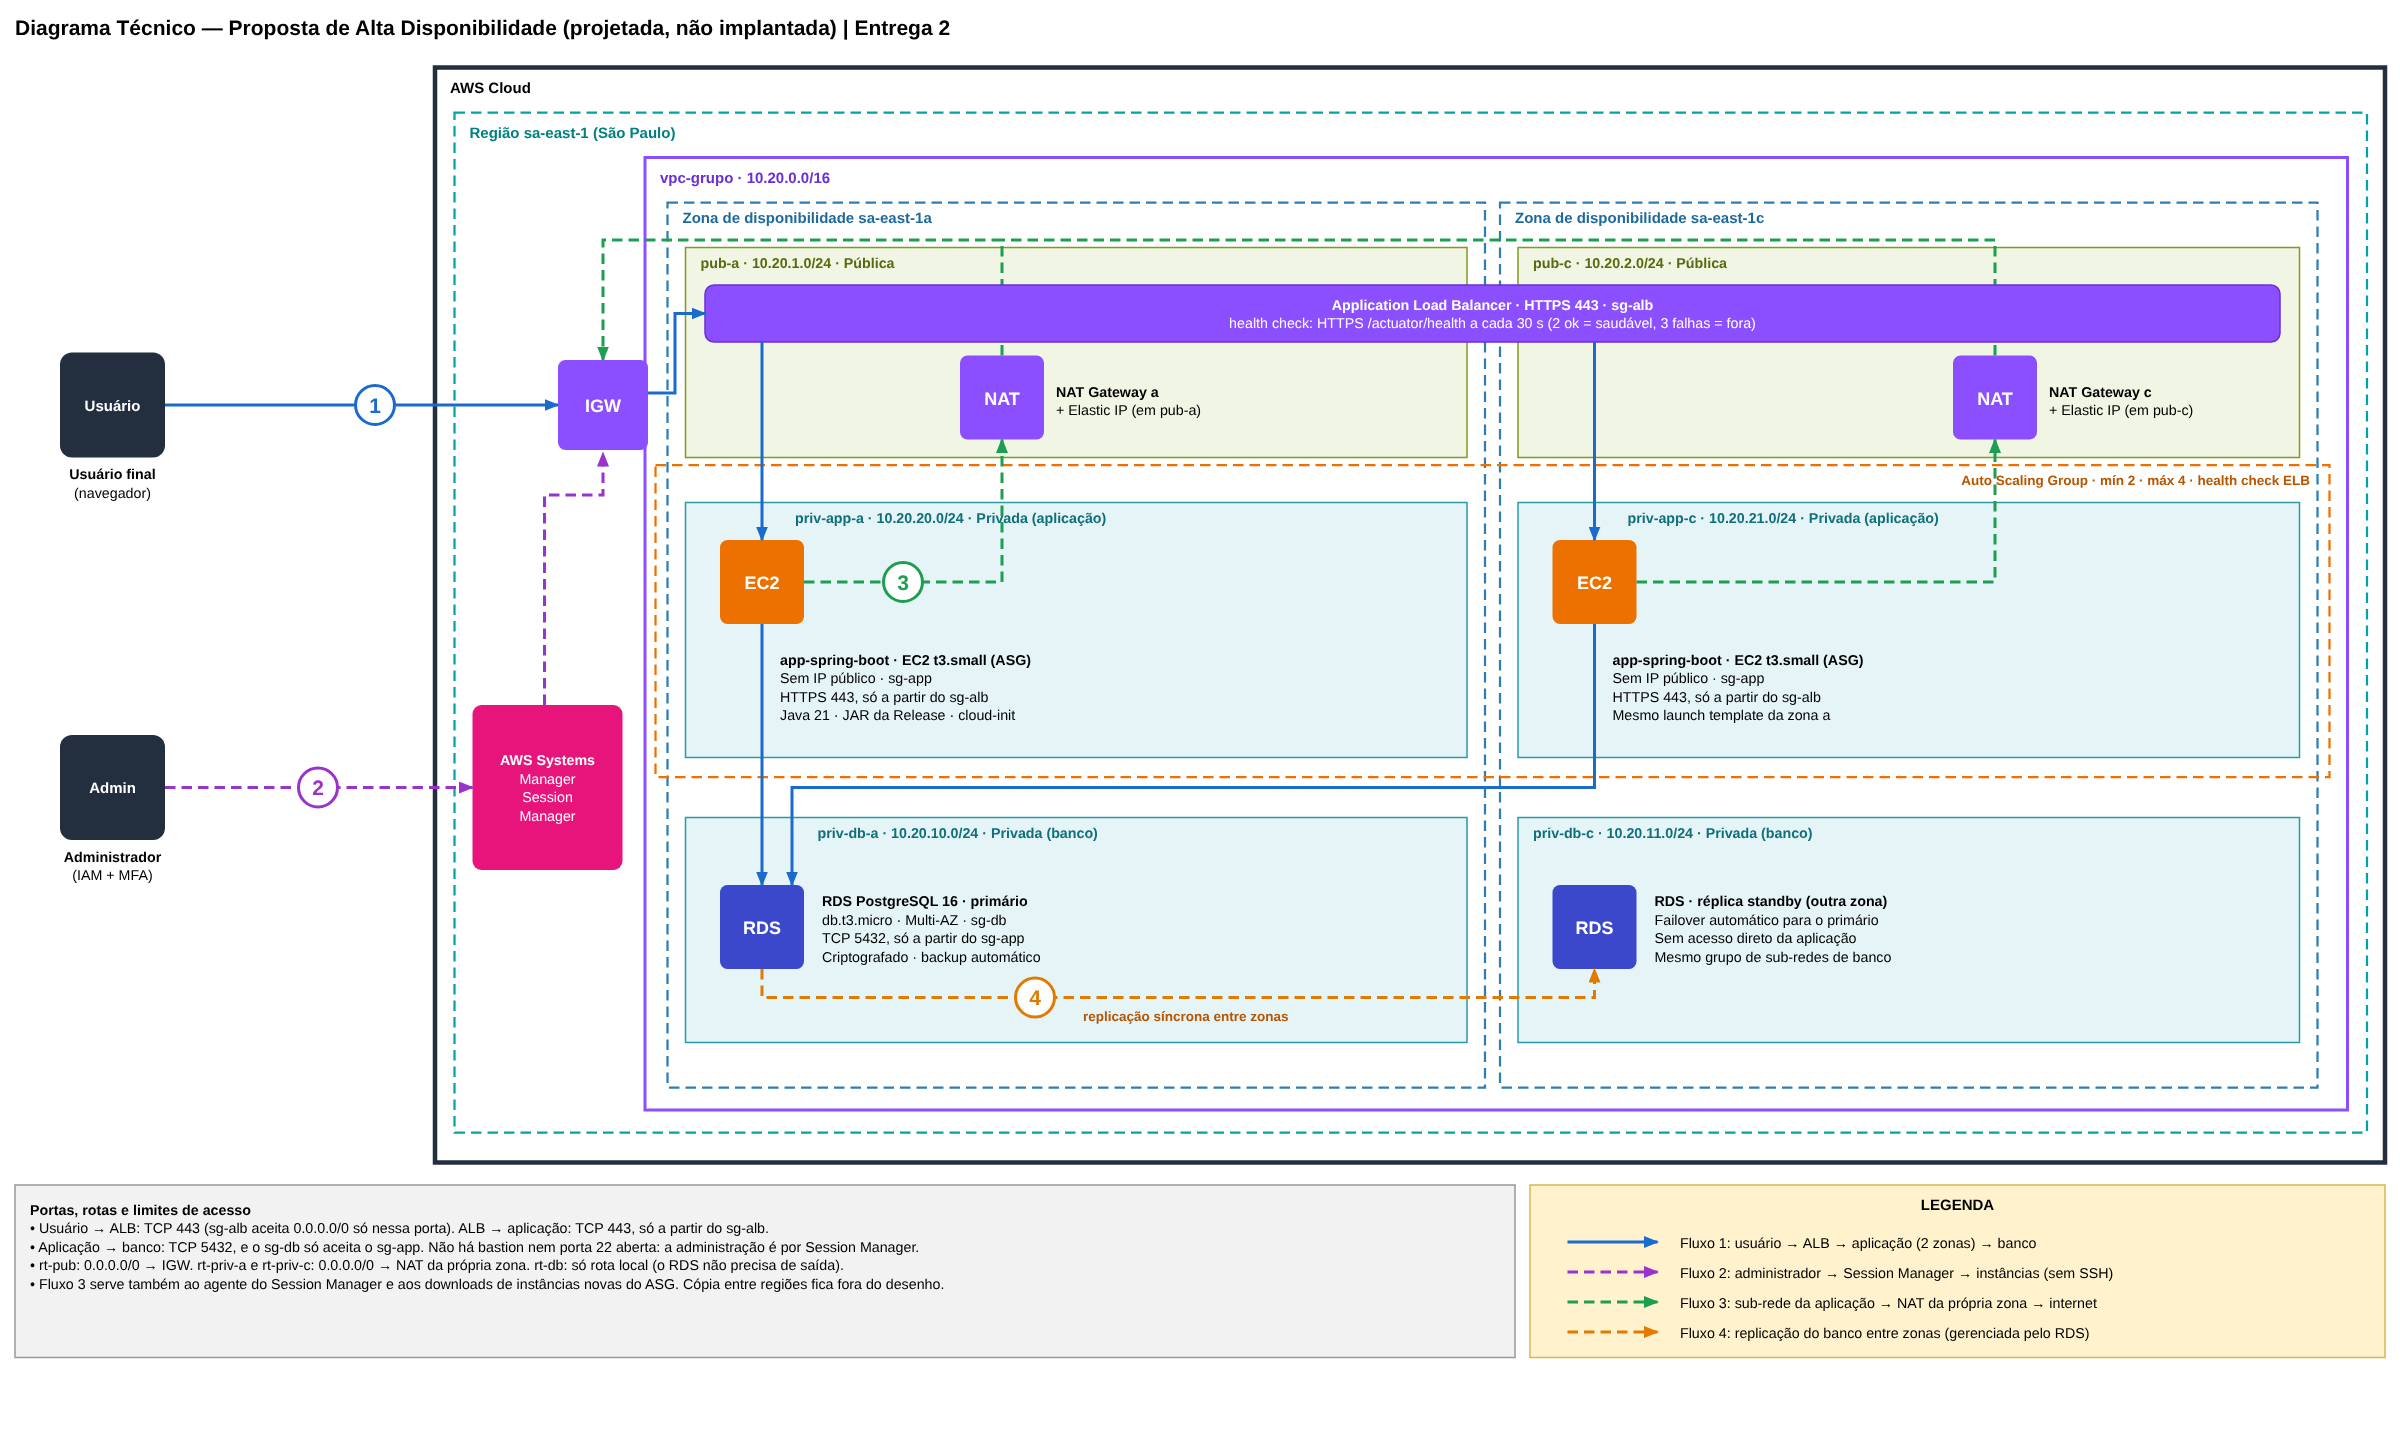 Diagrama Técnico — Proposta de Alta Disponibilidade (projetada, não implantada) | Entrega 2
AWS Cloud
Região sa-east-1 (São Paulo)
vpc-grupo · 10.20.0.0/16
Zona de disponibilidade sa-east-1a
Zona de disponibilidade sa-east-1c
pub-a · 10.20.1.0/24 · Pública
pub-c · 10.20.2.0/24 · Pública
Application Load Balancer · HTTPS 443 · sg-alb
health check: HTTPS /actuator/health a cada 30 s (2 ok = saudável, 3 falhas = fora)
Usuário
1
IGW
NAT
NAT Gateway a
+ Elastic IP (em pub-a)
NAT
NAT Gateway c
+ Elastic IP (em pub-c)
Usuário final
(navegador)
Auto Scaling Group · mín 2 · máx 4 · health check ELB
priv-app-a · 10.20.20.0/24 · Privada (aplicação)
priv-app-c · 10.20.21.0/24 · Privada (aplicação)
EC2
3
EC2
app-spring-boot · EC2 t3.small (ASG)
Sem IP público · sg-app
HTTPS 443, só a partir do sg-alb
Java 21 · JAR da Release · cloud-init
app-spring-boot · EC2 t3.small (ASG)
Sem IP público · sg-app
HTTPS 443, só a partir do sg-alb
Mesmo launch template da zona a
Admin
2
AWS Systems
Manager
Session
Manager
Administrador
(IAM + MFA)
priv-db-a · 10.20.10.0/24 · Privada (banco)
priv-db-c · 10.20.11.0/24 · Privada (banco)
RDS
RDS PostgreSQL 16 · primário
db.t3.micro · Multi-AZ · sg-db
TCP 5432, só a partir do sg-app
Criptografado · backup automático
RDS
RDS · réplica standby (outra zona)
Failover automático para o primário
Sem acesso direto da aplicação
Mesmo grupo de sub-redes de banco
4
replicação síncrona entre zonas
Portas, rotas e limites de acesso
• Usuário → ALB: TCP 443 (sg-alb aceita 0.0.0.0/0 só nessa porta). ALB → aplicação: TCP 443, só a partir do sg-alb.
• Aplicação → banco: TCP 5432, e o sg-db só aceita o sg-app. Não há bastion nem porta 22 aberta: a administração é por Session Manager.
• rt-pub: 0.0.0.0/0 → IGW. rt-priv-a e rt-priv-c: 0.0.0.0/0 → NAT da própria zona. rt-db: só rota local (o RDS não precisa de saída).
• Fluxo 3 serve também ao agente do Session Manager e aos downloads de instâncias novas do ASG. Cópia entre regiões fica fora do desenho.
LEGENDA
Fluxo 1: usuário → ALB → aplicação (2 zonas) → banco
Fluxo 2: administrador → Session Manager → instâncias (sem SSH)
Fluxo 3: sub-rede da aplicação → NAT da própria zona → internet
Fluxo 4: replicação do banco entre zonas (gerenciada pelo RDS)